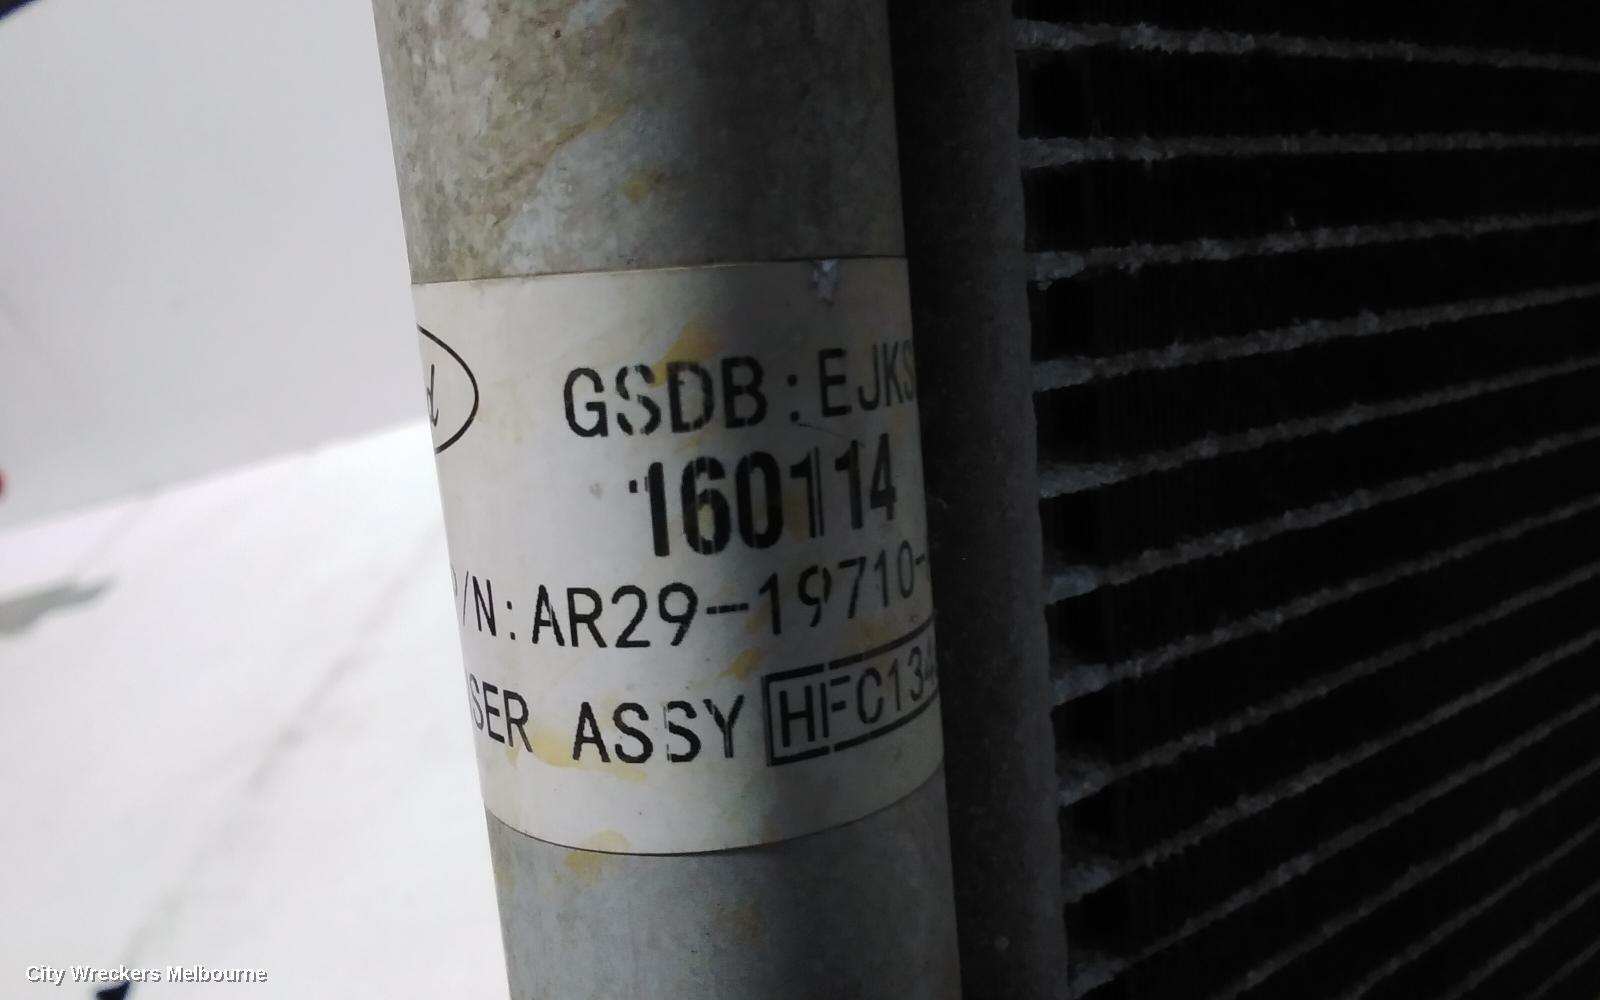 GSDB: EJKS
160114
P/N: AR29-19710-
SER ASSY HFC134
City Wreckers Melbourne